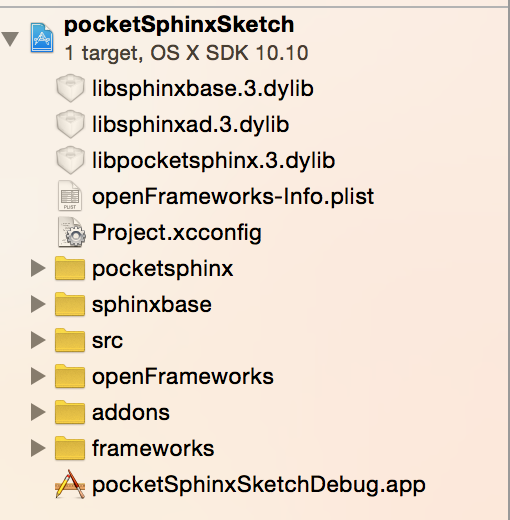 pocketSphinxSketch
1 target, OS X SDK 10.10
libsphinxbase.3.dylib
libsphinxad.3.dylib
libpocketsphinx.3.dylib
openFrameworks-Info.plist
Project.xcconfig
pocketsphinx
sphinxbase
src
openFrameworks
addons
frameworks
pocketSphinxSketchDebug.app